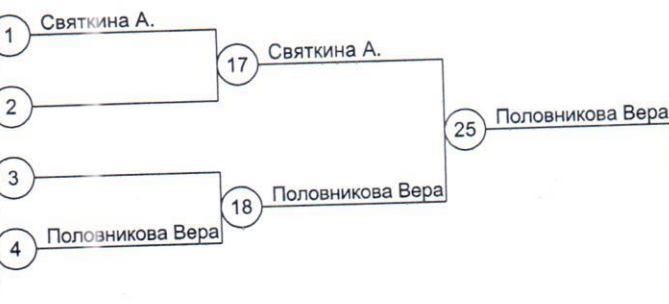 1 Святкина А.
17 Святкина А.
2
25 Половникова Вера
3
18 Половникова Вера
4 Половникова Вера